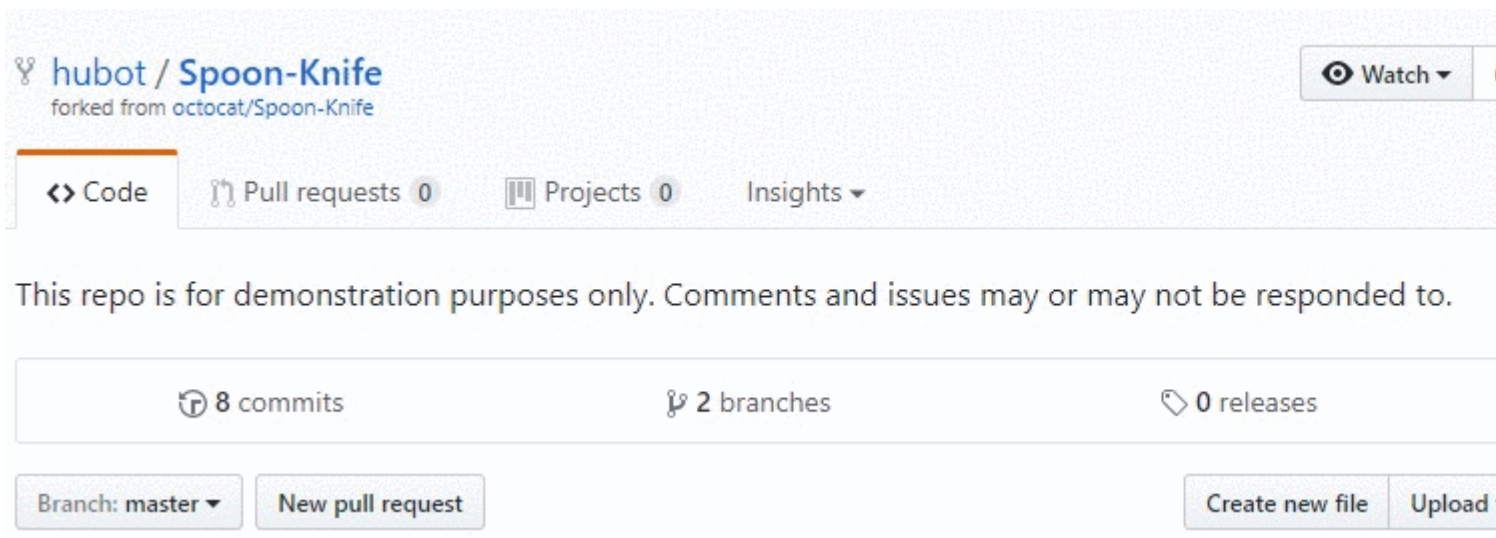 hubot / Spoon-Knife
Watch
forked from octocat/Spoon-Knife
Code Pull requests 0 Projects 0 Insights
This repo is for demonstration purposes only. Comments and issues may or may not be responded to.
8 commits 2 branches 0 releases
Branch: master New pull request Create new file Upload